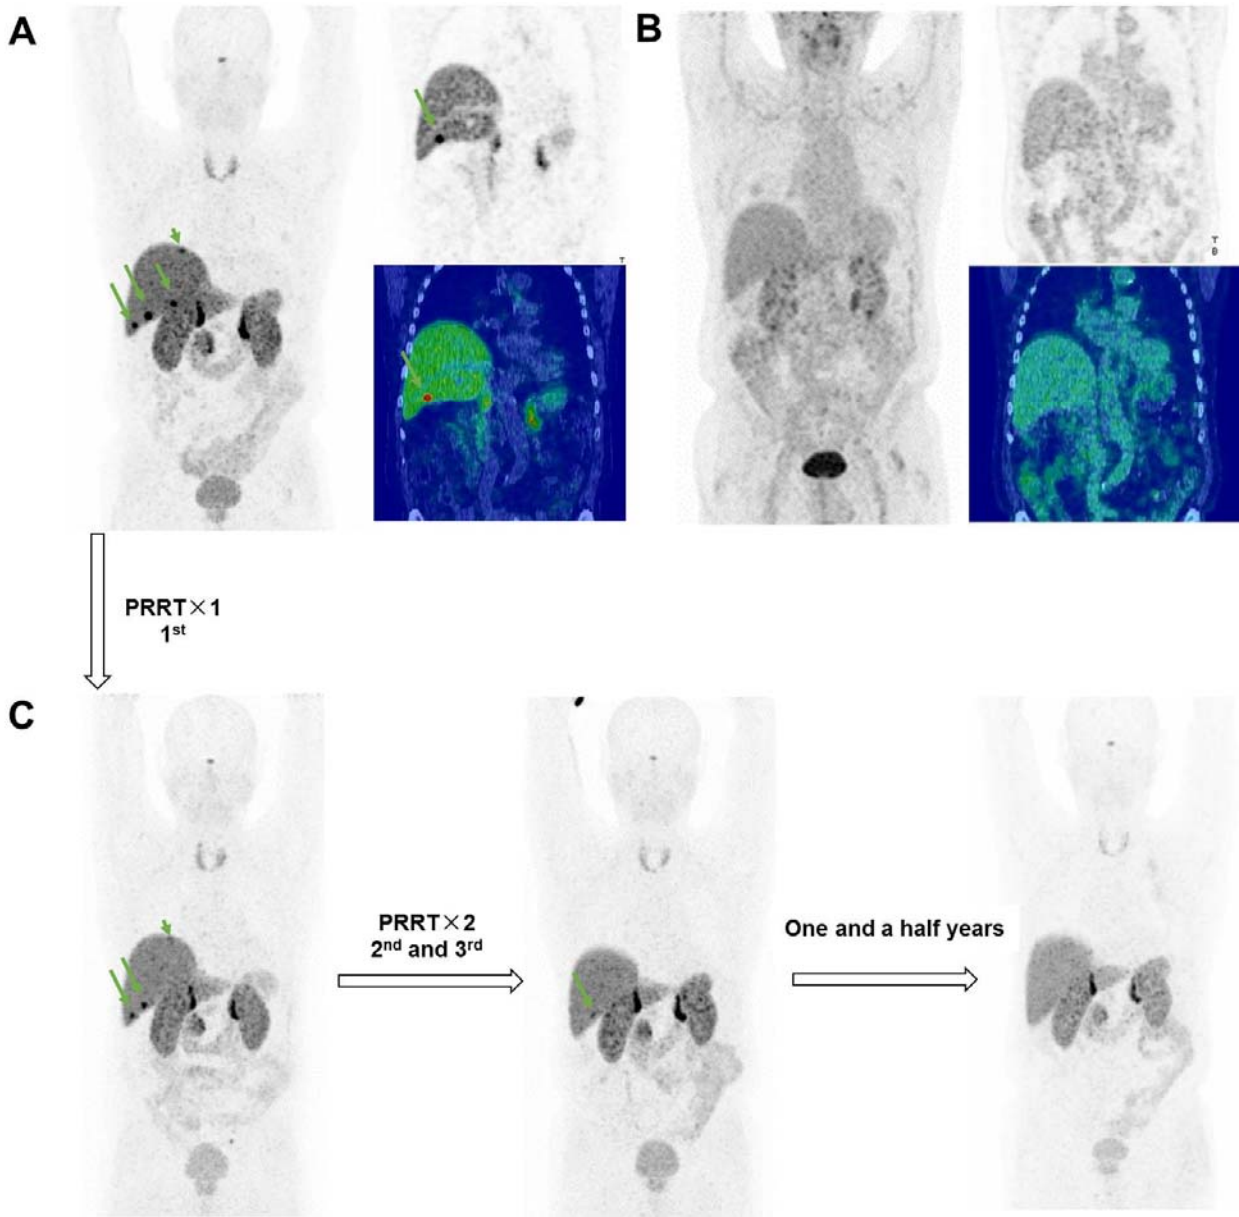 A
B
T
T
B
PRRT×1
1st
C
PRRT×2
2nd and 3rd
One and a half years